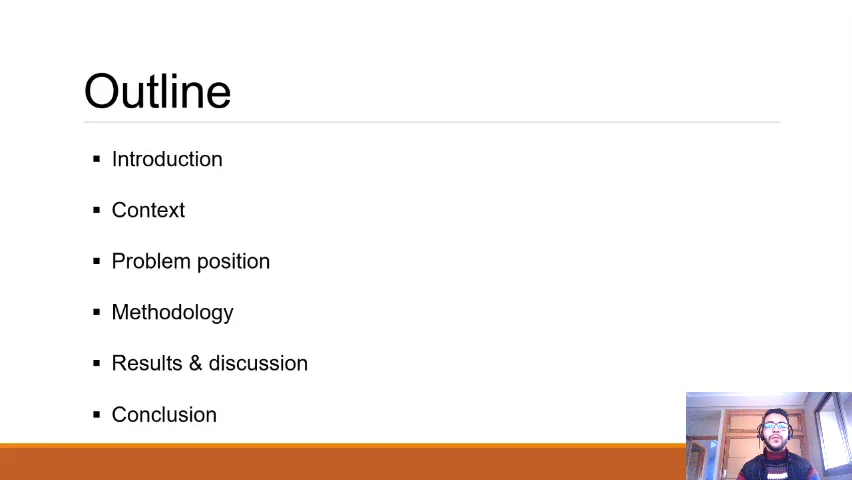 Outline
▪ Introduction
▪ Context
▪ Problem position
▪ Methodology
▪ Results & discussion
▪ Conclusion